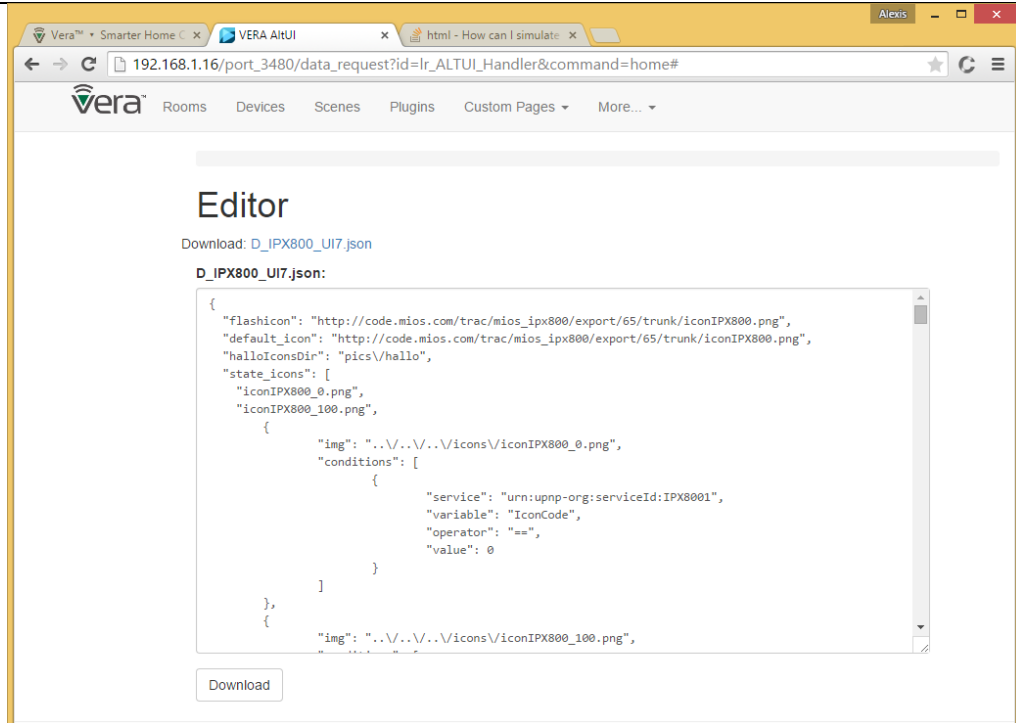 Alexis
Vera™ • Smarter Home C
VERA AltUI
html - How can I simulate
192.168.1.16/port_3480/data_request?id=lr_ALTUI_Handler&command=home#
vera™ Rooms Devices Scenes Plugins Custom Pages More...
Editor
Download: D_IPX800_UI7.json
D_IPX800_UI7.json:
{
"flashicon": "http://code.mios.com/trac/mios_ipx800/export/65/trunk/iconIPX800.png",
"default_icon": "http://code.mios.com/trac/mios_ipx800/export/65/trunk/iconIPX800.png",
"halloIconsDir": "pics\/hallo",
"state_icons": [
"iconIPX800_0.png",
"iconIPX800_100.png",
{
"img": "..\/..\/..\/icons\/iconIPX800_0.png",
"conditions": [
{
"service": "urn:upnp-org:serviceId:IPX8001",
"variable": "IconCode",
"operator": "==",
"value": 0
}
]
},
{
"img": "..\/..\/..\/icons\/iconIPX800_100.png",
Download